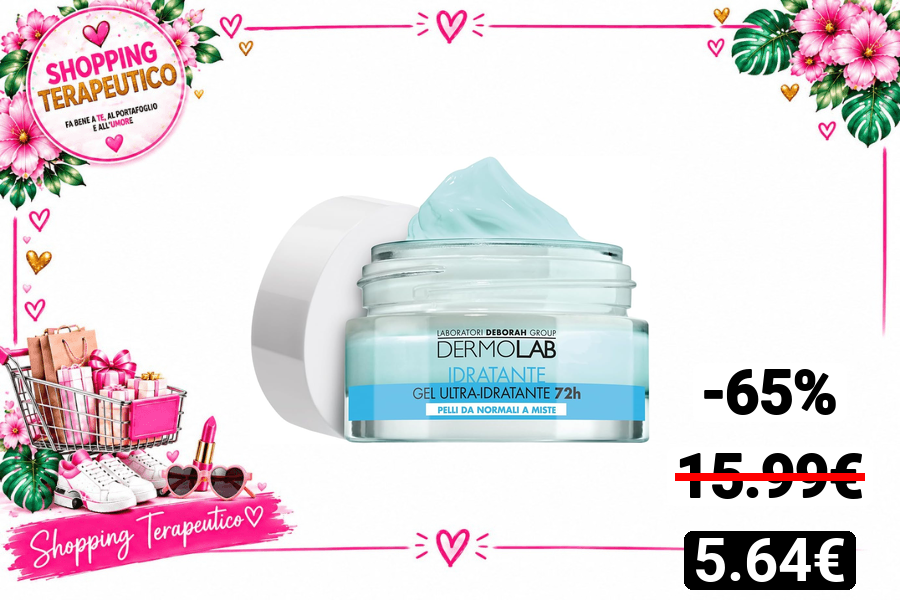 SHOPPING
TERAPEUTICO
FA BENE A TE, AL PORTAFOGLIO
E ALL'UMORE
LABORATORI DEBORAH GROUP
DERMOLAB
IDRATANTE
GEL ULTRA-IDRATANTE 72h
PELLI DA NORMALI A MISTE
-65%
15.99€
5.64€
Shopping Terapeutico